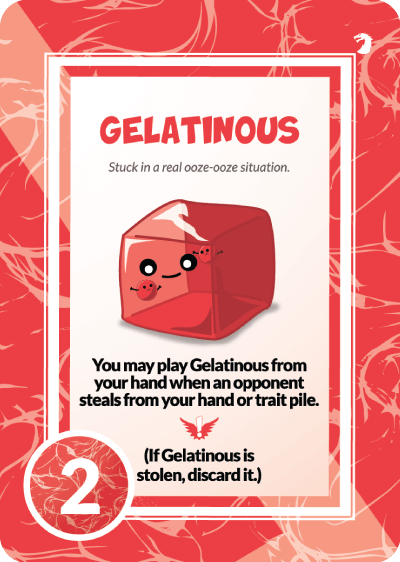 GELATINOUS
Stuck in a real ooze-ooze situation.
You may play Gelatinous from
your hand when an opponent
steals from your hand or trait pile.
!
(If Gelatinous is
stolen, discard it.)
2